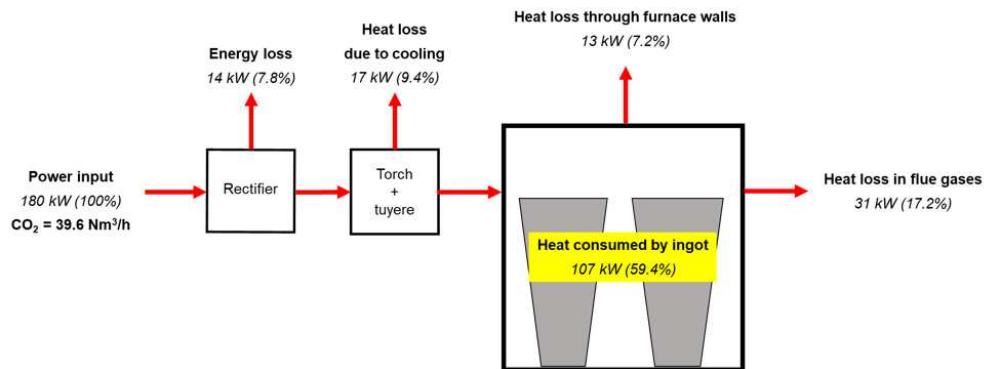 Heat loss through furnace walls
13 kW (7.2%)
Energy loss
14 kW (7.8%)
Heat loss
due to cooling
17 kW (9.4%)
Power input
180 kW (100%)
CO₂ = 39.6 Nm³/h
Rectifier
Torch
+
tuyere
Heat consumed by ingot
107 kW (59.4%)
Heat loss in flue gases
31 kW (17.2%)